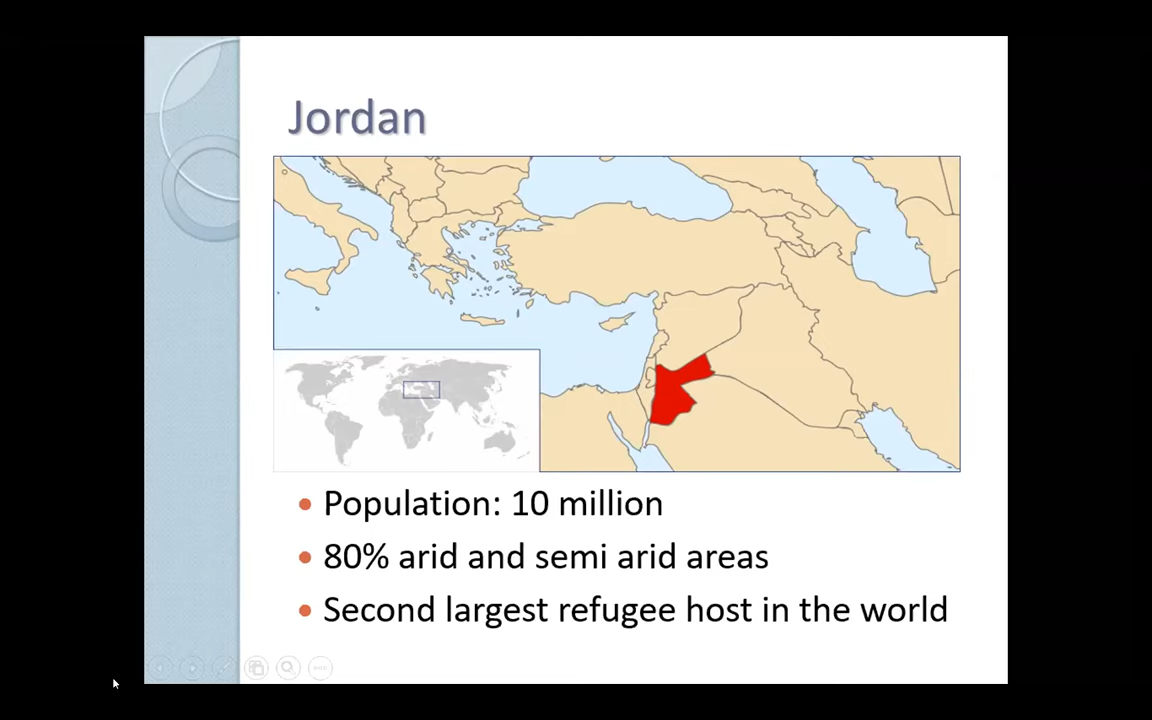 Jordan
Population: 10 million
80% arid and semi arid areas
Second largest refugee host in the world